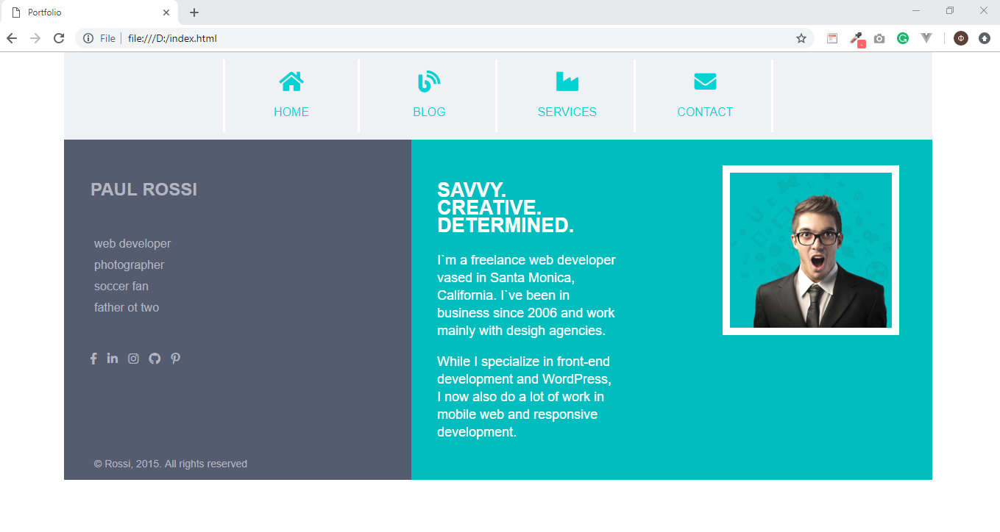 Portfolio
File file:///D:/index.html
HOME BLOG SERVICES CONTACT
PAUL ROSSI
web developer
photographer
soccer fan
father ot two
© Rossi, 2015. All rights reserved
SAVVY.
CREATIVE.
DETERMINED.
I`m a freelance web developer
vased in Santa Monica,
California. I`ve been in
business since 2006 and work
mainly with desigh agencies.
While I specialize in front-end
development and WordPress,
I now also do a lot of work in
mobile web and responsive
development.